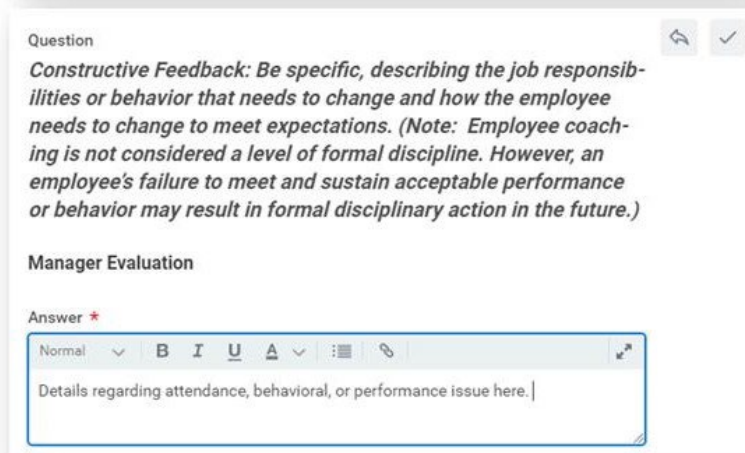 Question
Constructive Feedback: Be specific, describing the job responsib-
ilities or behavior that needs to change and how the employee
needs to change to meet expectations. (Note:  Employee coach-
ing is not considered a level of formal discipline. However, an
employee's failure to meet and sustain acceptable performance
or behavior may result in formal disciplinary action in the future.)
Manager Evaluation
Answer *
Normal B I U A
Details regarding attendance, behavioral, or performance issue here.